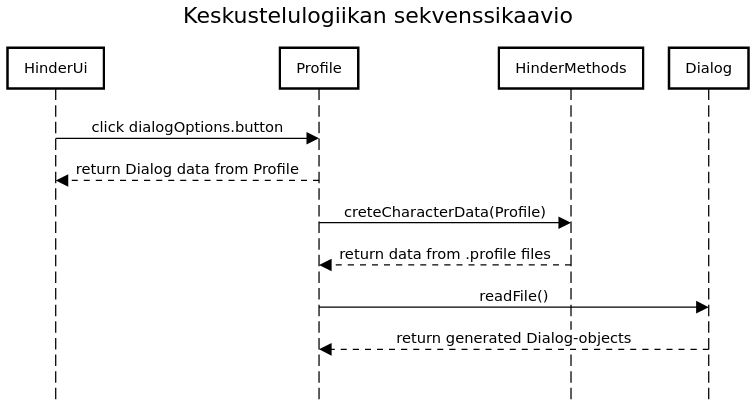 Keskustelulogiikan sekvenssikaavio
HinderUi
Profile
HinderMethods
Dialog
click dialogOptions.button
return Dialog data from Profile
creteCharacterData(Profile)
return data from .profile files
readFile()
return generated Dialog-objects